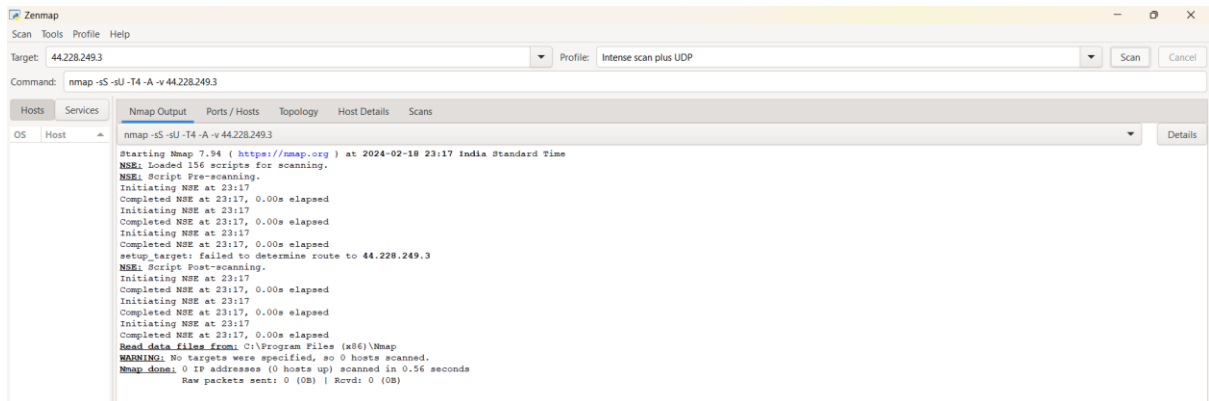 Zenmap
Scan Tools Profile Help
Target: 44.228.249.3 Profile: Intense scan plus UDP Scan Cancel
Command: nmap -sS -sU -T4 -A -v 44.228.249.3
Hosts Services Nmap Output Ports / Hosts Topology Host Details Scans
OS Host nmap -sS -sU -T4 -A -v 44.228.249.3 Details
Starting Nmap 7.94 ( https://nmap.org ) at 2024-02-18 23:17 India Standard Time
NSE: Loaded 156 scripts for scanning.
NSE: Script Pre-scanning.
Initiating NSE at 23:17
Completed NSE at 23:17, 0.00s elapsed
Initiating NSE at 23:17
Completed NSE at 23:17, 0.00s elapsed
Initiating NSE at 23:17
Completed NSE at 23:17, 0.00s elapsed
setup_target: failed to determine route to 44.228.249.3
NSE: Script Post-scanning.
Initiating NSE at 23:17
Completed NSE at 23:17, 0.00s elapsed
Initiating NSE at 23:17
Completed NSE at 23:17, 0.00s elapsed
Initiating NSE at 23:17
Completed NSE at 23:17, 0.00s elapsed
Read data files from: C:\Program Files (x86)\Nmap
WARNING: No targets were specified, so 0 hosts scanned.
Nmap done: 0 IP addresses (0 hosts up) scanned in 0.56 seconds
Raw packets sent: 0 (0B) | Rcvd: 0 (0B)